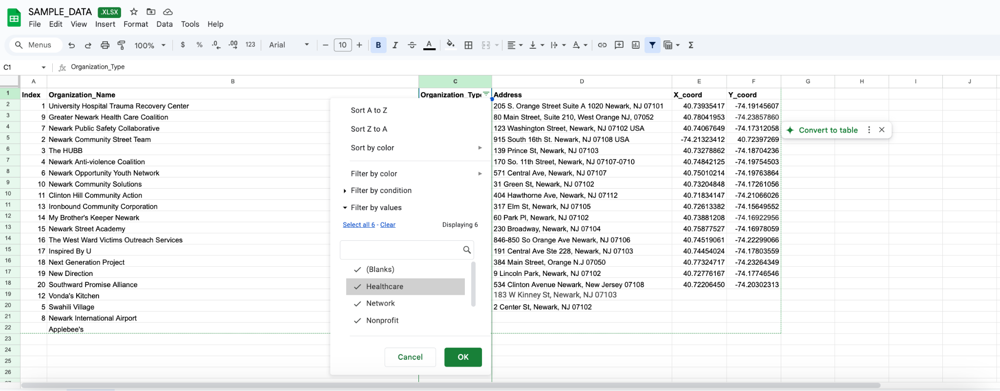 SAMPLE_DATA .XLSX
File Edit View Insert Format Data Tools Help
Menus 100% $ % .0 .00 123 Arial 10 B I A A Σ
C1 fx Organization_Type
A B C D E F G H I J
1 Index Organization_Name Organization_Type Address X_coord Y_coord
2 1 University Hospital Trauma Recovery Center 205 S. Orange Street Suite A 1020 Newark, NJ 07101 40.73935417 -74.19145607
3 9 Greater Newark Health Care Coalition 80 Main Street, Suite 210, West Orange NJ, 07052 40.78041953 -74.23857860
4 7 Newark Public Safety Collaborative 123 Washington Street, Newark, NJ 07102 USA 40.74067649 -74.17312058
5 2 Newark Community Street Team 915 South 16th St. Newark, NJ 07108 USA -74.21323412 40.72397269
6 3 The HUBB 139 Prince St, Newark, NJ 07103 40.73278862 -74.18704236
7 4 Newark Anti-violence Coalition 170 So. 11th Street, Newark, NJ 07107-0710 40.74842125 -74.19754503
8 6 Newark Opportunity Youth Network 571 Central Ave, Newark, NJ 07107 40.75010214 -74.19763864
9 10 Newark Community Solutions 31 Green St, Newark, NJ 07102 40.73204848 -74.17261056
10 11 Clinton Hill Community Action 404 Hawthorne Ave, Newark, NJ 07112 40.71834147 -74.21066026
11 13 Ironbound Community Corporation 317 Elm St, Newark, NJ 07105 40.72613382 -74.15649552
12 14 My Brother's Keeper Newark 60 Park Pl, Newark, NJ 07102 40.73881208 -74.16922956
13 15 Newark Street Academy 230 Broadway, Newark, NJ 07104 40.75877527 -74.16978059
14 16 The West Ward Victims Outreach Services 846-850 So Orange Ave Newark, NJ 07106 40.74519061 -74.22299066
15 17 Inspired By U 191 Central Ave Ste 228, Newark, NJ 07103 40.74454024 -74.17803559
16 18 Next Generation Project 384 Main Street, Orange N.J 07050 40.77324717 -74.23264349
17 19 New Direction 9 Lincoln Park, Newark, NJ 07102 40.72776167 -74.17746546
18 20 Southward Promise Alliance 534 Clinton Avenue Newark, New Jersey 07108 40.72206450 -74.20302313
19 12 Vonda's Kitchen 183 W Kinney St, Newark, NJ 07103
20 5 Swahili Village 2 Center St, Newark, NJ 07102
21 8 Newark International Airport
22 Applebee's
23
24
25
26
Sort A to Z
Sort Z to A
Sort by color
Filter by color
Filter by condition
Filter by values
Select all 6 - Clear Displaying 6
(Blanks)
Healthcare
Network
Nonprofit
Cancel OK
Convert to table